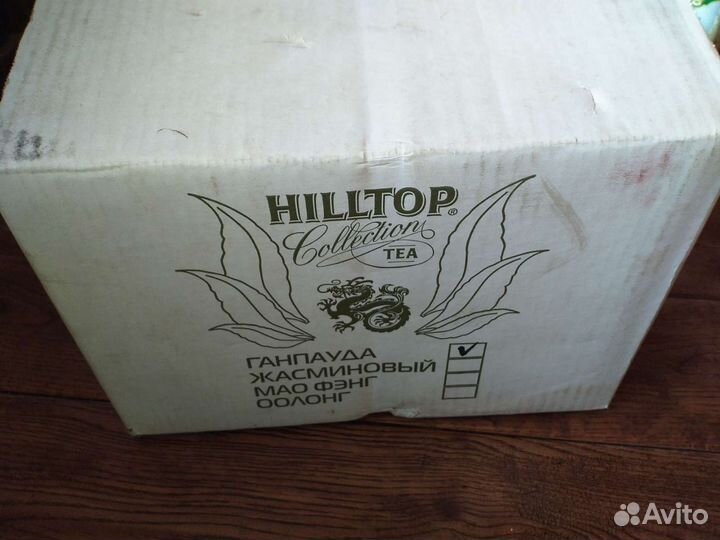 HILLTOP®
Collection
TEA
ГАНПАУДА
ЖАСМИНОВЫЙ
МАО ФЭНГ
ООЛОНГ
Avito